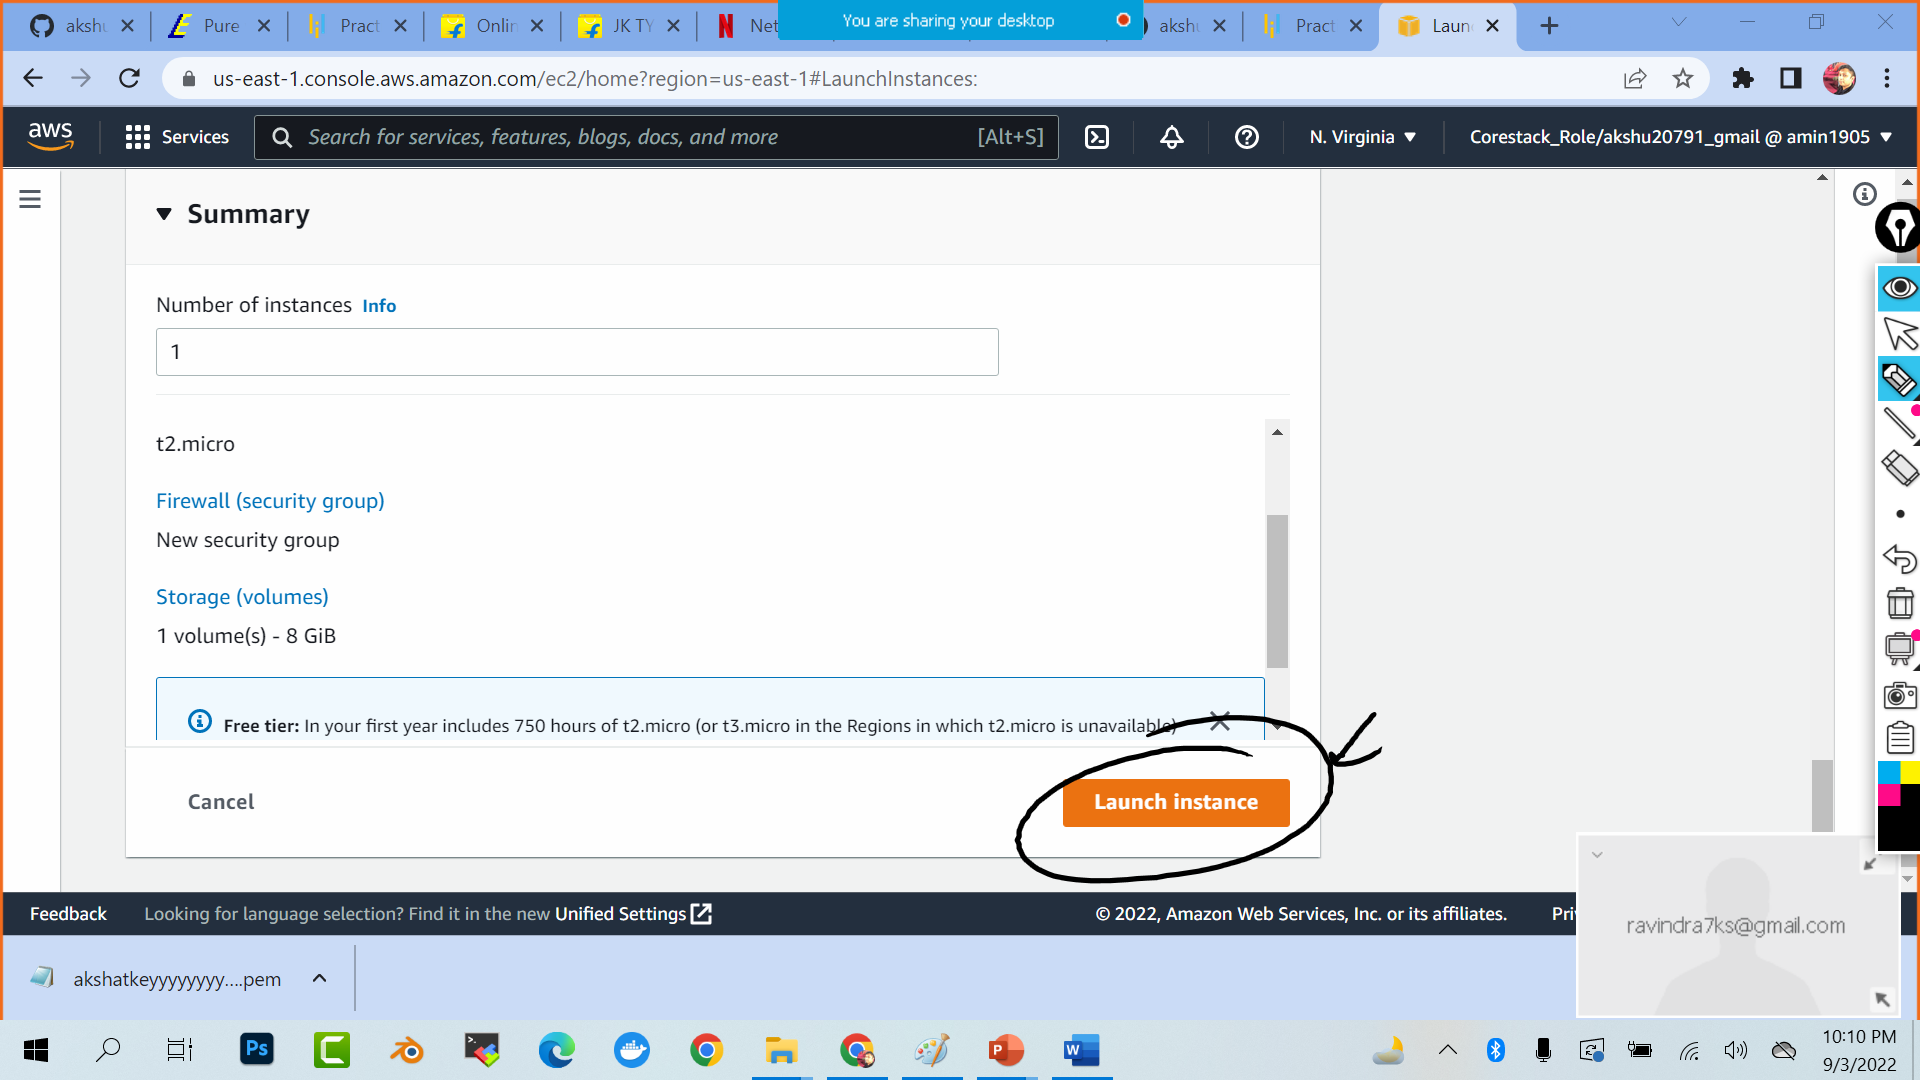 akshu
Pure
Pract
Onlin
JK TY
Net
You are sharing your desktop
akshu
Pract
Laun
us-east-1.console.aws.amazon.com/ec2/home?region=us-east-1#LaunchInstances:
aws
Services
Search for services, features, blogs, docs, and more
[Alt+S]
N. Virginia
Corestack_Role/akshu20791_gmail @ amin1905
Summary
Number of instances Info
1
t2.micro
Firewall (security group)
New security group
Storage (volumes)
1 volume(s) - 8 GiB
Free tier: In your first year includes 750 hours of t2.micro (or t3.micro in the Regions in which t2.micro is unavailable)
Cancel
Launch instance
Feedback
Looking for language selection? Find it in the new Unified Settings
© 2022, Amazon Web Services, Inc. or its affiliates.
Pri
ravindra7ks@gmail.com
akshatkeyyyyyyyy....pem
Ps
C
P
W
10:10 PM
9/3/2022